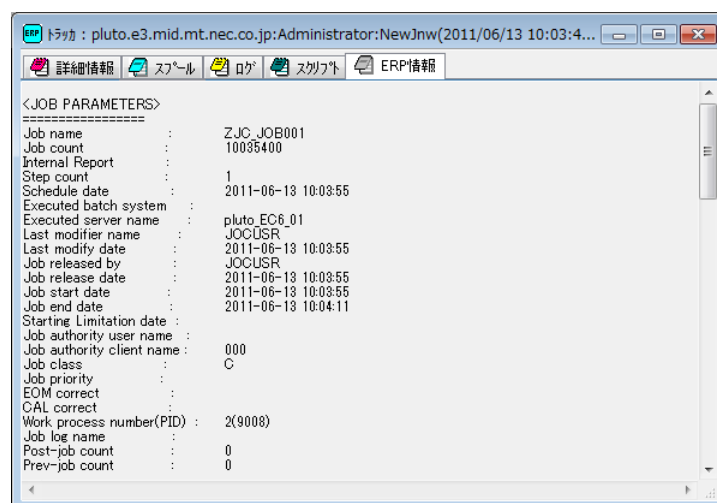 ERP トラッカ : pluto.e3.mid.mt.nec.co.jp:Administrator:NewJnw(2011/06/13 10:03:4...
詳細情報 スプール ログ スクリプト ERP情報
<JOB PARAMETERS>
=================
Job name : ZJC_JOB001
Job count : 10035400
Internal Report :
Step count : 1
Schedule date : 2011-06-13 10:03:55
Executed batch system :
Executed server name : pluto_EC6_01
Last modifier name : JOCUSR
Last modify date : 2011-06-13 10:03:55
Job released by : JOCUSR
Job release date : 2011-06-13 10:03:55
Job start date : 2011-06-13 10:03:55
Job end date : 2011-06-13 10:04:11
Starting Limitation date :
Job authority user name :
Job authority client name : 000
Job class : C
Job priority :
EOM correct :
CAL correct :
Work process number(PID) : 2(9008)
Job log name :
Post-job count : 0
Prev-job count : 0